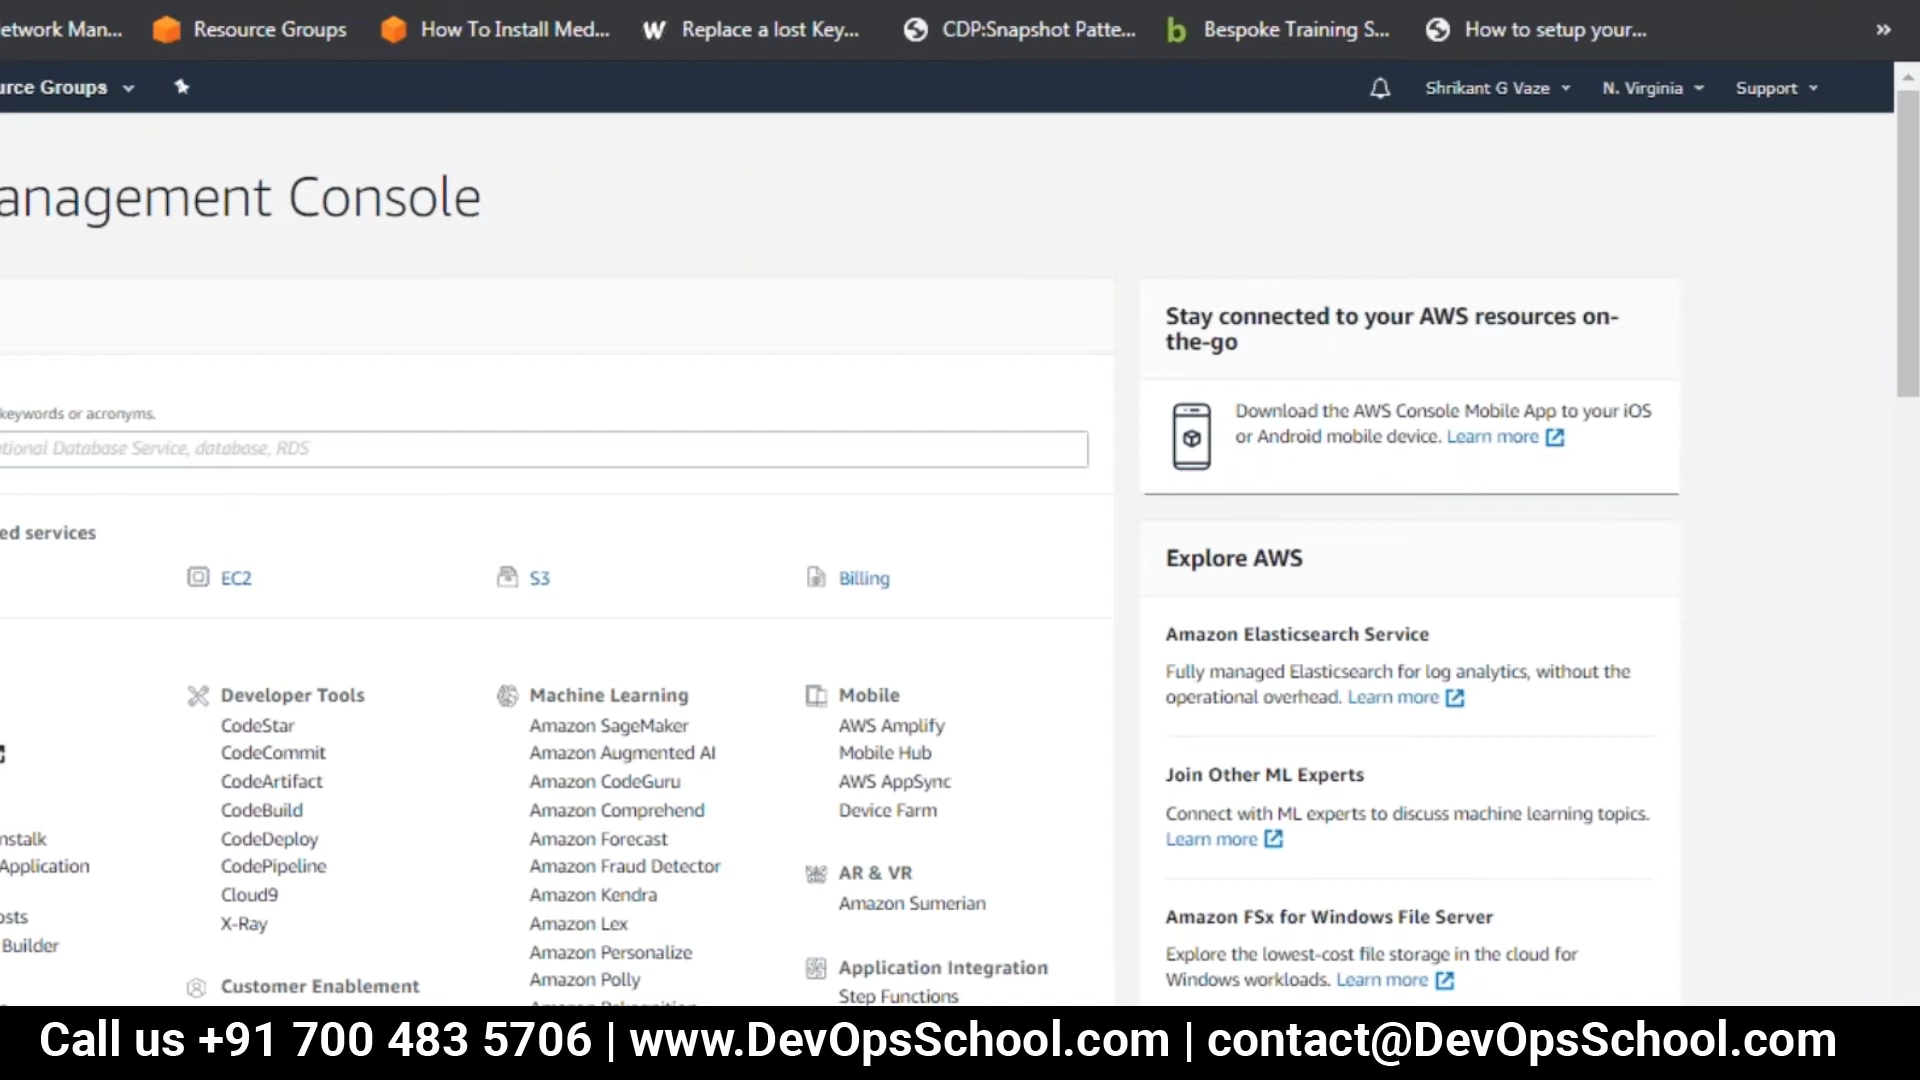 etwork Man...
Resource Groups
How To Install Med...
W Replace a lost Key...
CDP:Snapshot Patte...
b Bespoke Training S...
How to setup your...
»
urce Groups
Shrikant G Vaze
N. Virginia
Support
anagement Console
keywords or acronyms.
tional Database Service, database, RDS
ed services
EC2
S3
Billing
nstalk
Application
osts
Builder
Developer Tools
CodeStar
CodeCommit
CodeArtifact
CodeBuild
CodeDeploy
CodePipeline
Cloud9
X-Ray
Customer Enablement
Machine Learning
Amazon SageMaker
Amazon Augmented AI
Amazon CodeGuru
Amazon Comprehend
Amazon Forecast
Amazon Fraud Detector
Amazon Kendra
Amazon Lex
Amazon Personalize
Amazon Polly
Mobile
AWS Amplify
Mobile Hub
AWS AppSync
Device Farm
AR & VR
Amazon Sumerian
Application Integration
Step Functions
Stay connected to your AWS resources on-
the-go
Download the AWS Console Mobile App to your iOS
or Android mobile device. Learn more
Explore AWS
Amazon Elasticsearch Service
Fully managed Elasticsearch for log analytics, without the
operational overhead. Learn more
Join Other ML Experts
Connect with ML experts to discuss machine learning topics.
Learn more
Amazon FSx for Windows File Server
Explore the lowest-cost file storage in the cloud for
Windows workloads. Learn more
Call us +91 700 483 5706 | www.DevOpsSchool.com | contact@DevOpsSchool.com